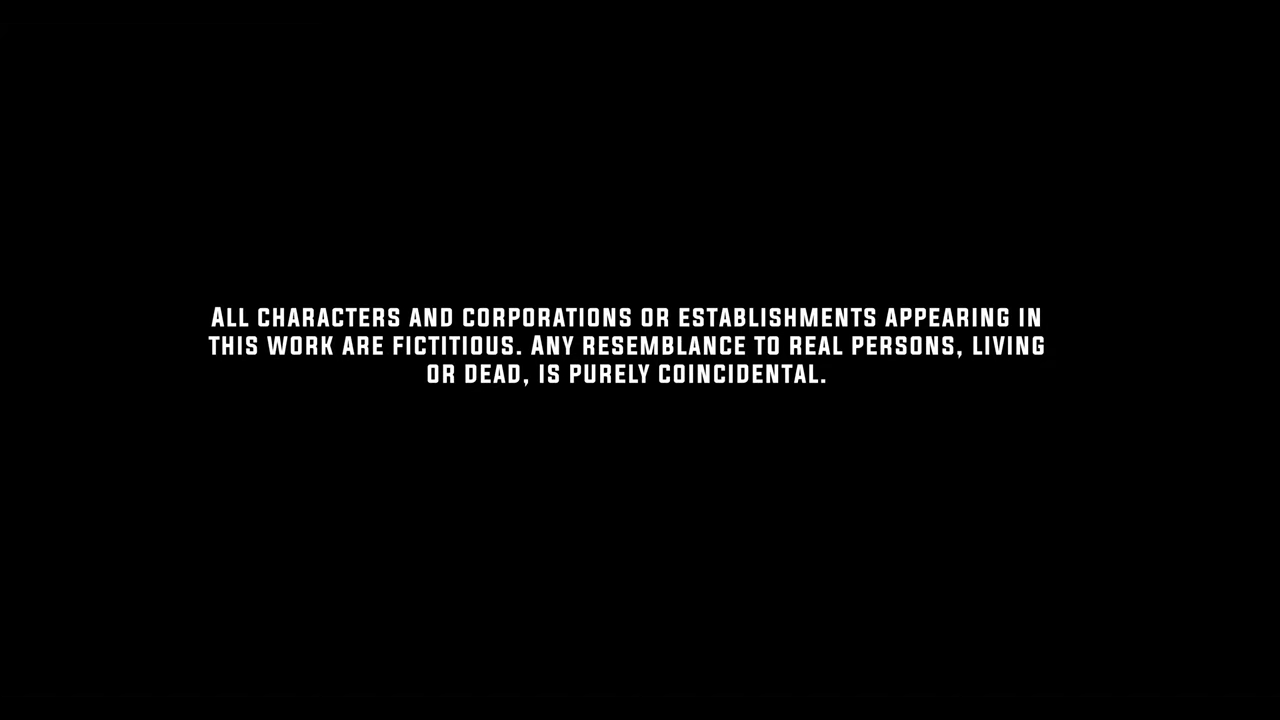 All characters and corporations or establishments appearing in
this work are fictitious. Any resemblance to real persons, living
or dead, is purely coincidental.